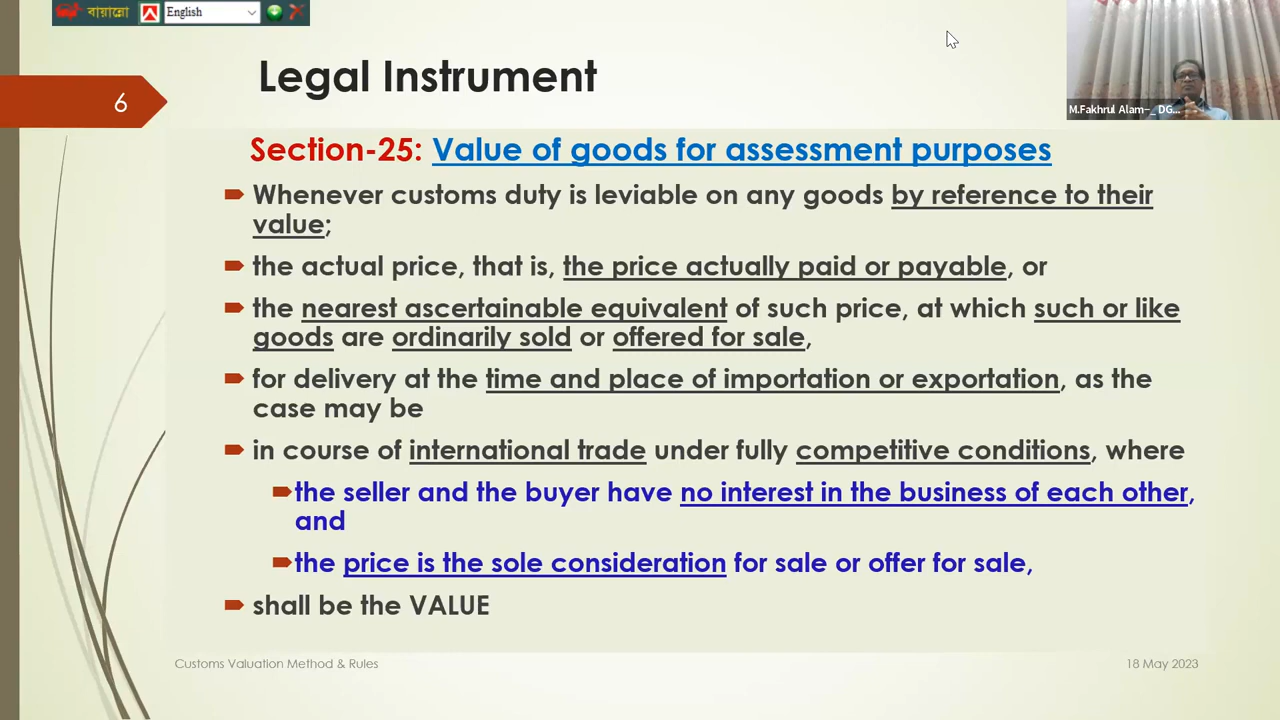 বায়ান্নো
English
M.Fakhrul Alam–_ DG...
6
Legal Instrument
Section-25: Value of goods for assessment purposes
Whenever customs duty is leviable on any goods by reference to their
value;
the actual price, that is, the price actually paid or payable, or
the nearest ascertainable equivalent of such price, at which such or like
goods are ordinarily sold or offered for sale,
for delivery at the time and place of importation or exportation, as the
case may be
in course of international trade under fully competitive conditions, where
the seller and the buyer have no interest in the business of each other,
and
the price is the sole consideration for sale or offer for sale,
shall be the VALUE
Customs Valuation Method & Rules
18 May 2023